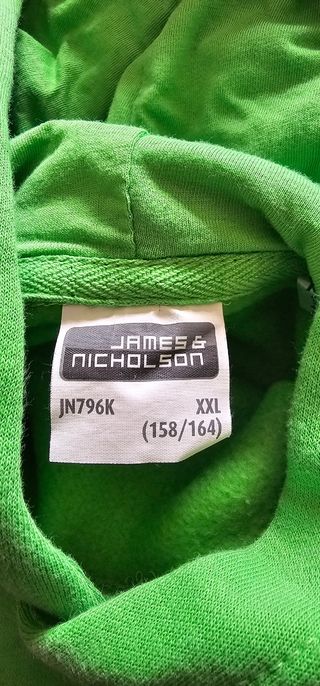 JAMES &
NICHOLSON
JN796K XXL
(158/164)